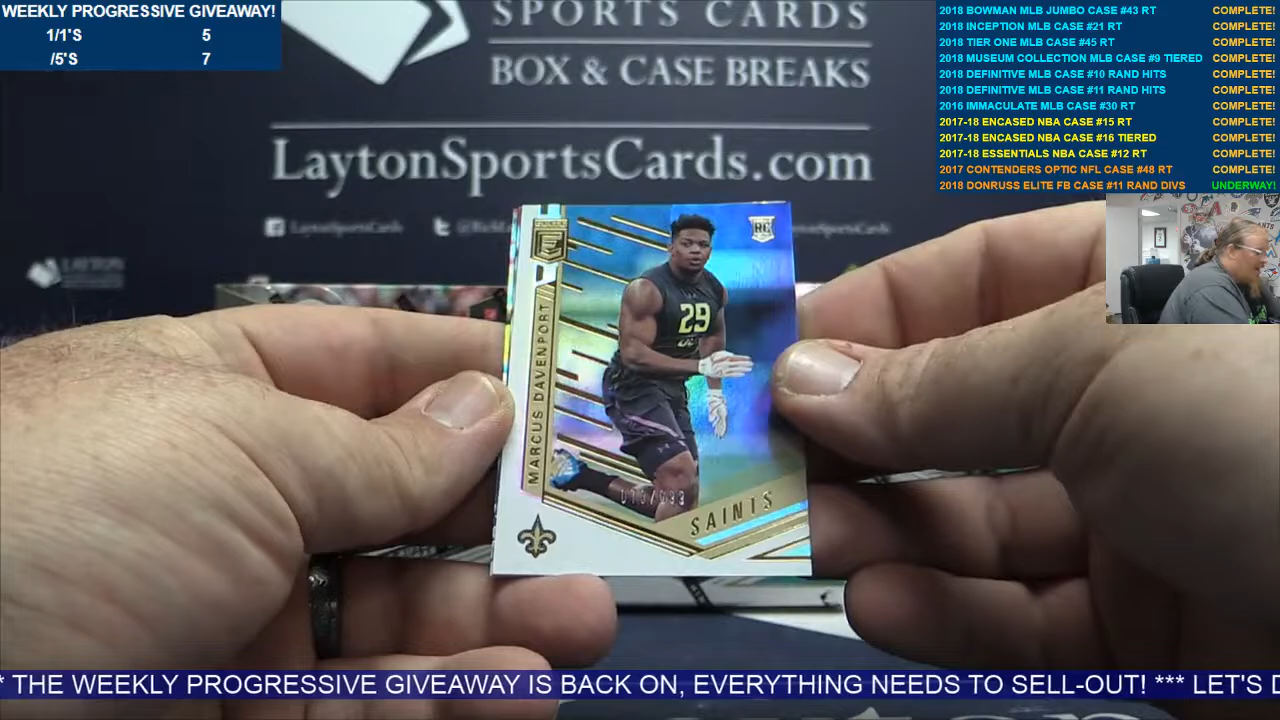 WEEKLY PROGRESSIVE GIVEAWAY!
1/1'S 5
/5'S 7
SPORTS CARDS
BOX & CASE BREAKS
LaytonSportsCards.com
LaytonSportsCards
LAYTON
2018 BOWMAN MLB JUMBO CASE #43 RT COMPLETE!
2018 INCEPTION MLB CASE #21 RT COMPLETE!
2018 TIER ONE MLB CASE #45 RT COMPLETE!
2018 MUSEUM COLLECTION MLB CASE #9 TIERED COMPLETE!
2018 DEFINITIVE MLB CASE #10 RAND HITS COMPLETE!
2018 DEFINITIVE MLB CASE #11 RAND HITS COMPLETE!
2016 IMMACULATE MLB CASE #30 RT COMPLETE!
2017-18 ENCASED NBA CASE #15 RT COMPLETE!
2017-18 ENCASED NBA CASE #16 TIERED COMPLETE!
2017-18 ESSENTIALS NBA CASE #12 RT COMPLETE!
2017 CONTENDERS OPTIC NFL CASE #48 RT COMPLETE!
2018 DONRUSS ELITE FB CASE #11 RAND DIVS UNDERWAY!
RC
MARCUS DAVENPORT
29
SAINTS
* THE WEEKLY PROGRESSIVE GIVEAWAY IS BACK ON, EVERYTHING NEEDS TO SELL-OUT! *** LET'S D